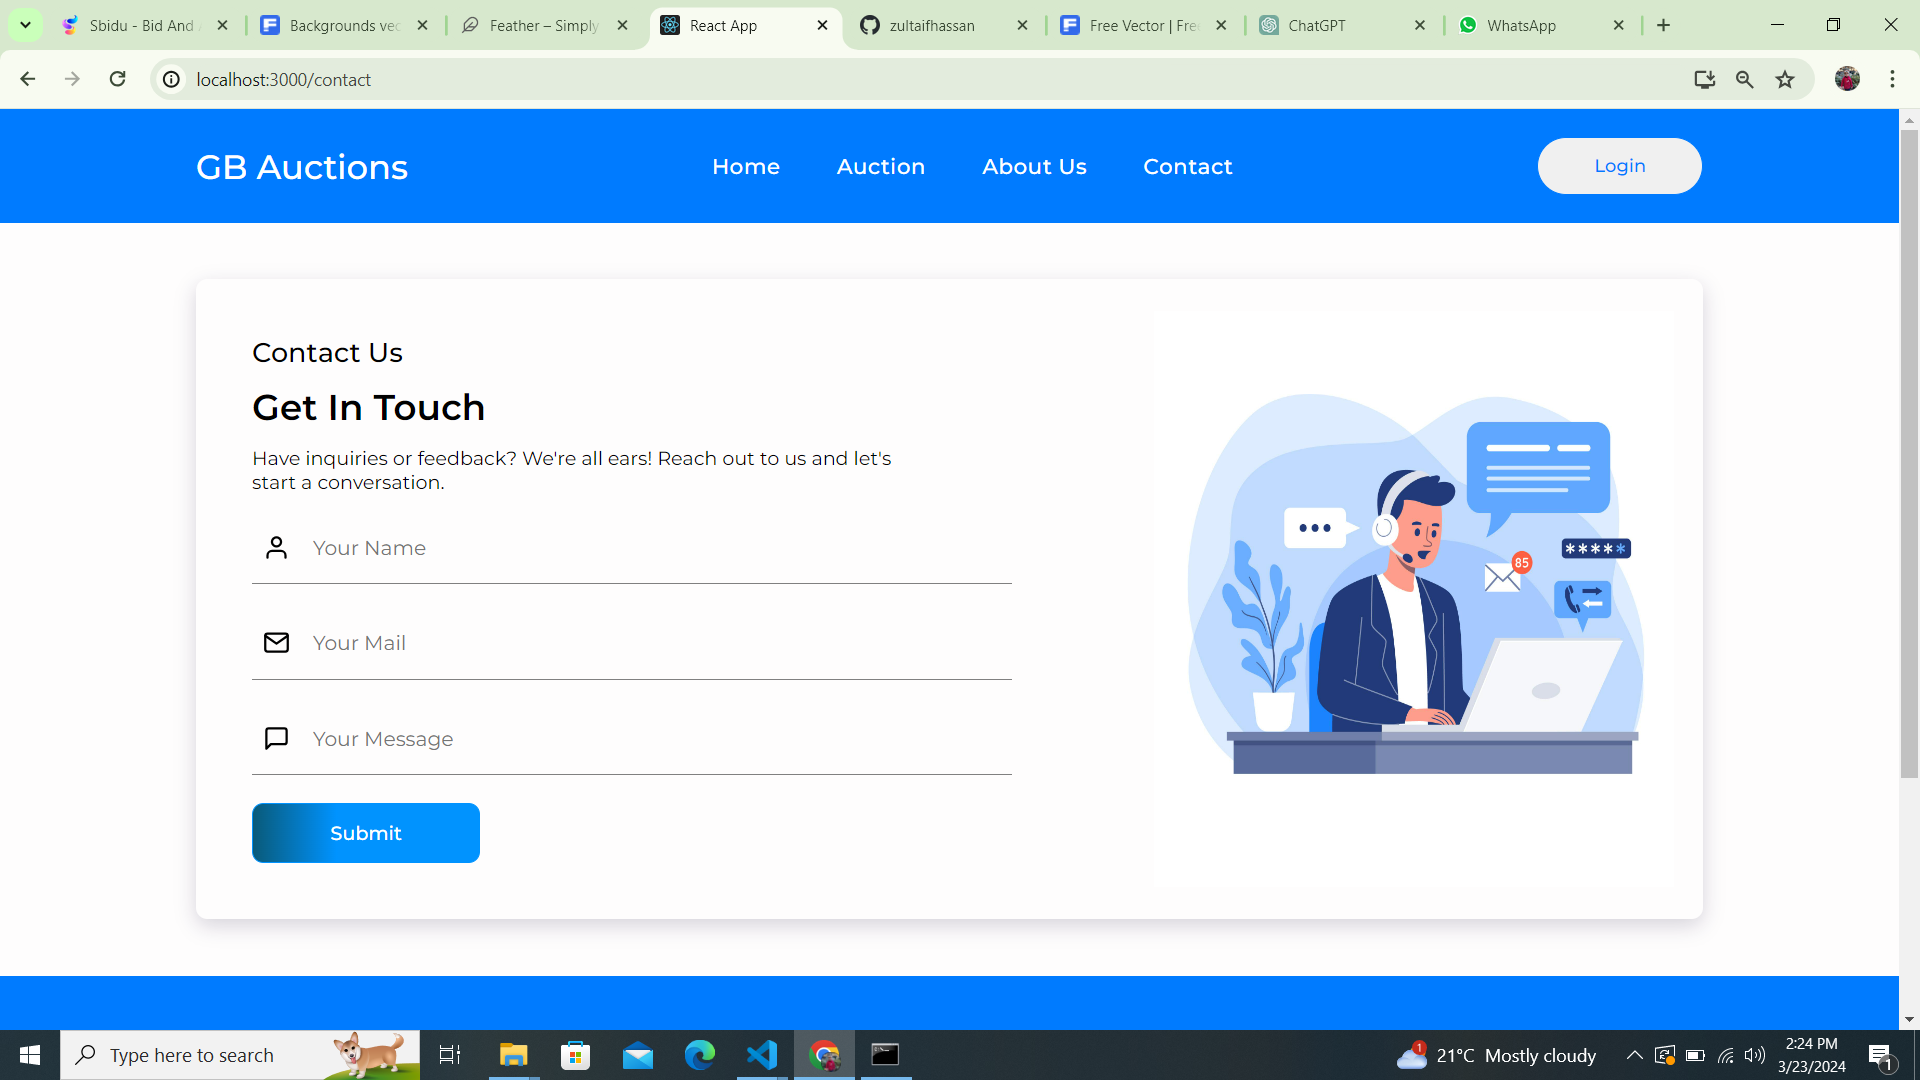 Sbidu - Bid And A
Backgrounds vec
Feather – Simply
React App
zultaifhassan
Free Vector | Fre
ChatGPT
WhatsApp
localhost:3000/contact
GB Auctions
Home
Auction
About Us
Contact
Login
Contact Us
Get In Touch
Have inquiries or feedback? We're all ears! Reach out to us and let's
start a conversation.
Your Name
Your Mail
Your Message
Submit
85
*****
Type here to search
1
21°C Mostly cloudy
2:24 PM
3/23/2024
1